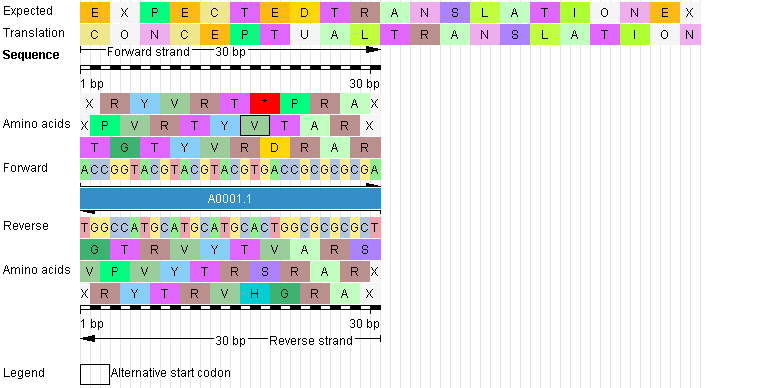 Expected E X P E C T E D T R A N S L A T I O N E X
Translation C O N C E P T U A L T R A N S L A T I O N
Sequence Forward strand 30 bp
1 bp 30 bp
X R Y V R T * P R A X
Amino acids X P V R T Y V T A R X
T G T Y V R D R A R
Forward ACCGGTACGTACGTACGTGACCGCGCGCGA
A0001.1
Reverse TGGCCATGCATGCATGCACTGGCGCGCGCT
G T R V Y T V A R S
Amino acids V P V Y T R S R A R X
X R Y T R V H G R A X
1 bp 30 bp
30 bp Reverse strand
Legend Alternative start codon